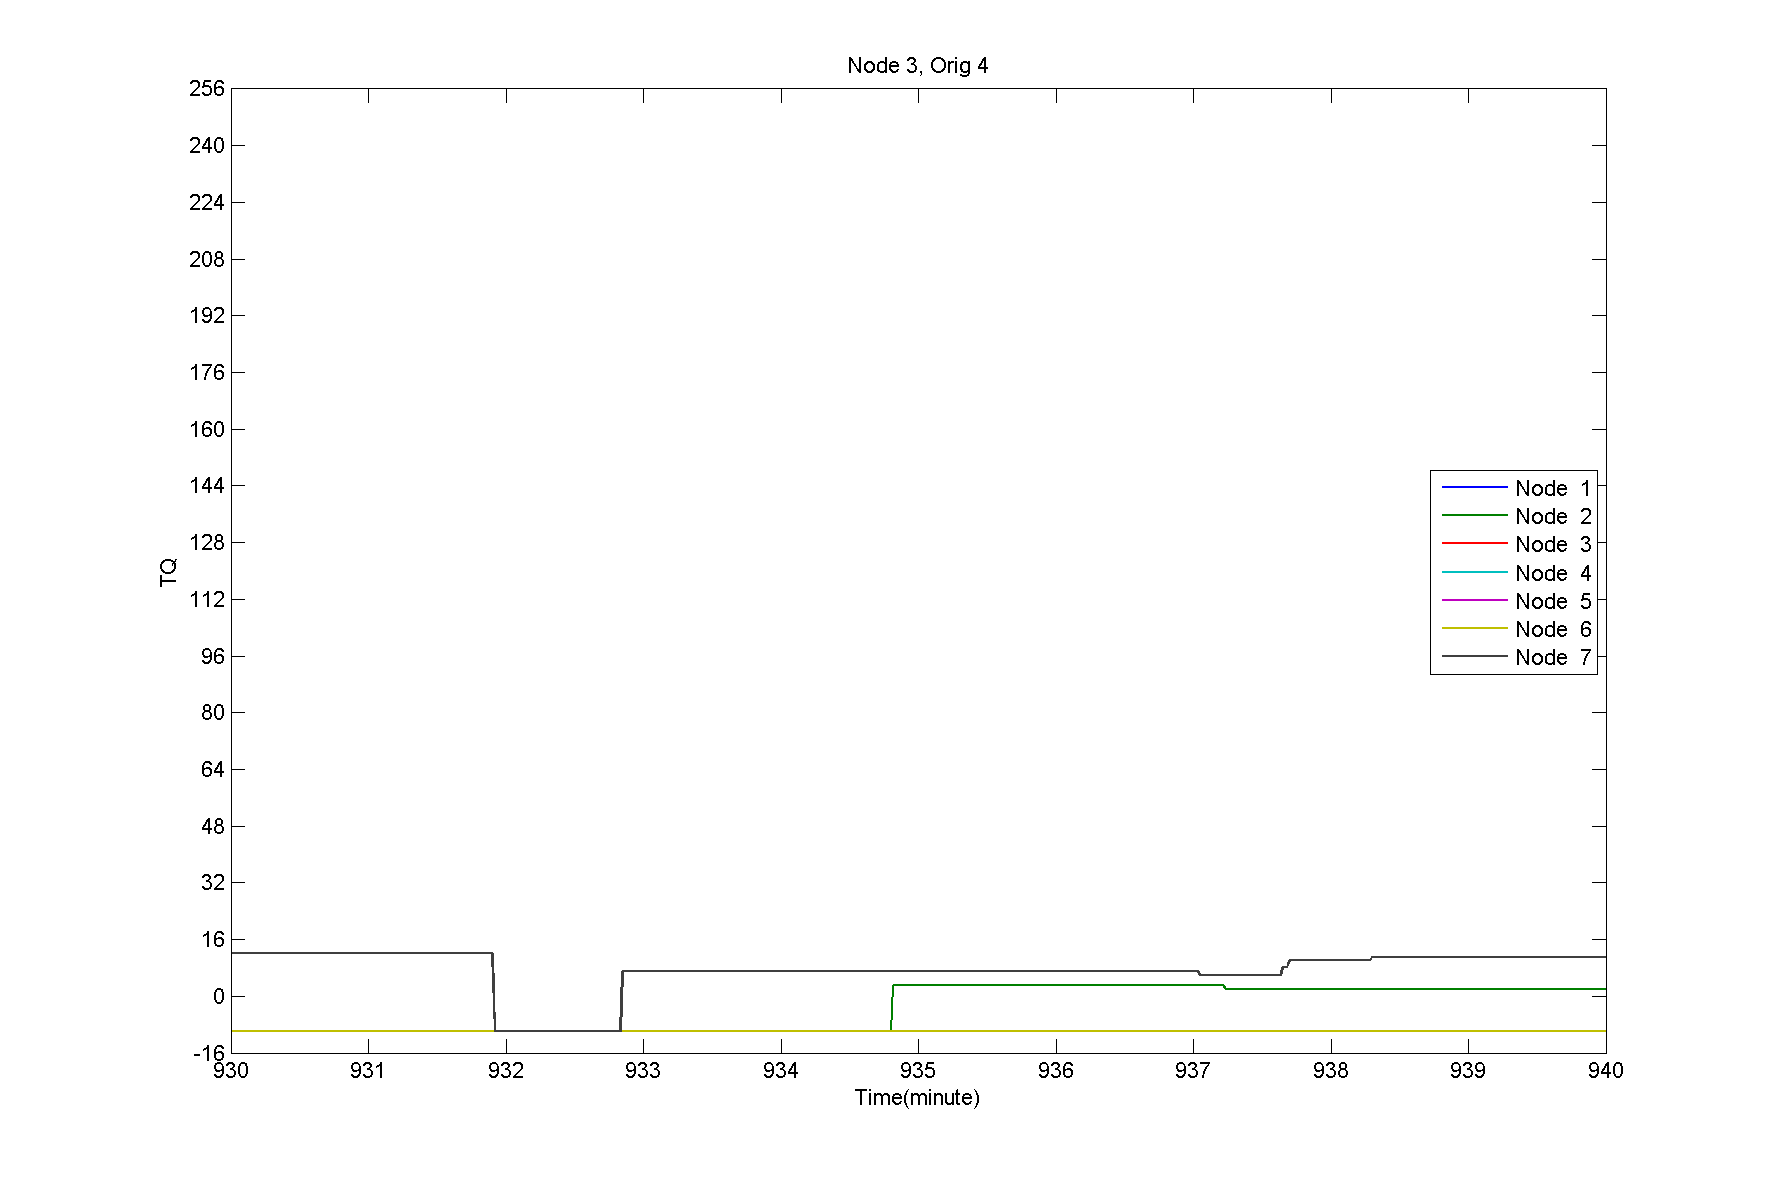 Node 3, Orig 4
256
240
224
208
192
176
160
144
128
112
96
80
64
48
32
16
0
-16
TQ
Node 1
Node 2
Node 3
Node 4
Node 5
Node 6
Node 7
930 931 932 933 934 935 936 937 938 939 940
Time(minute)